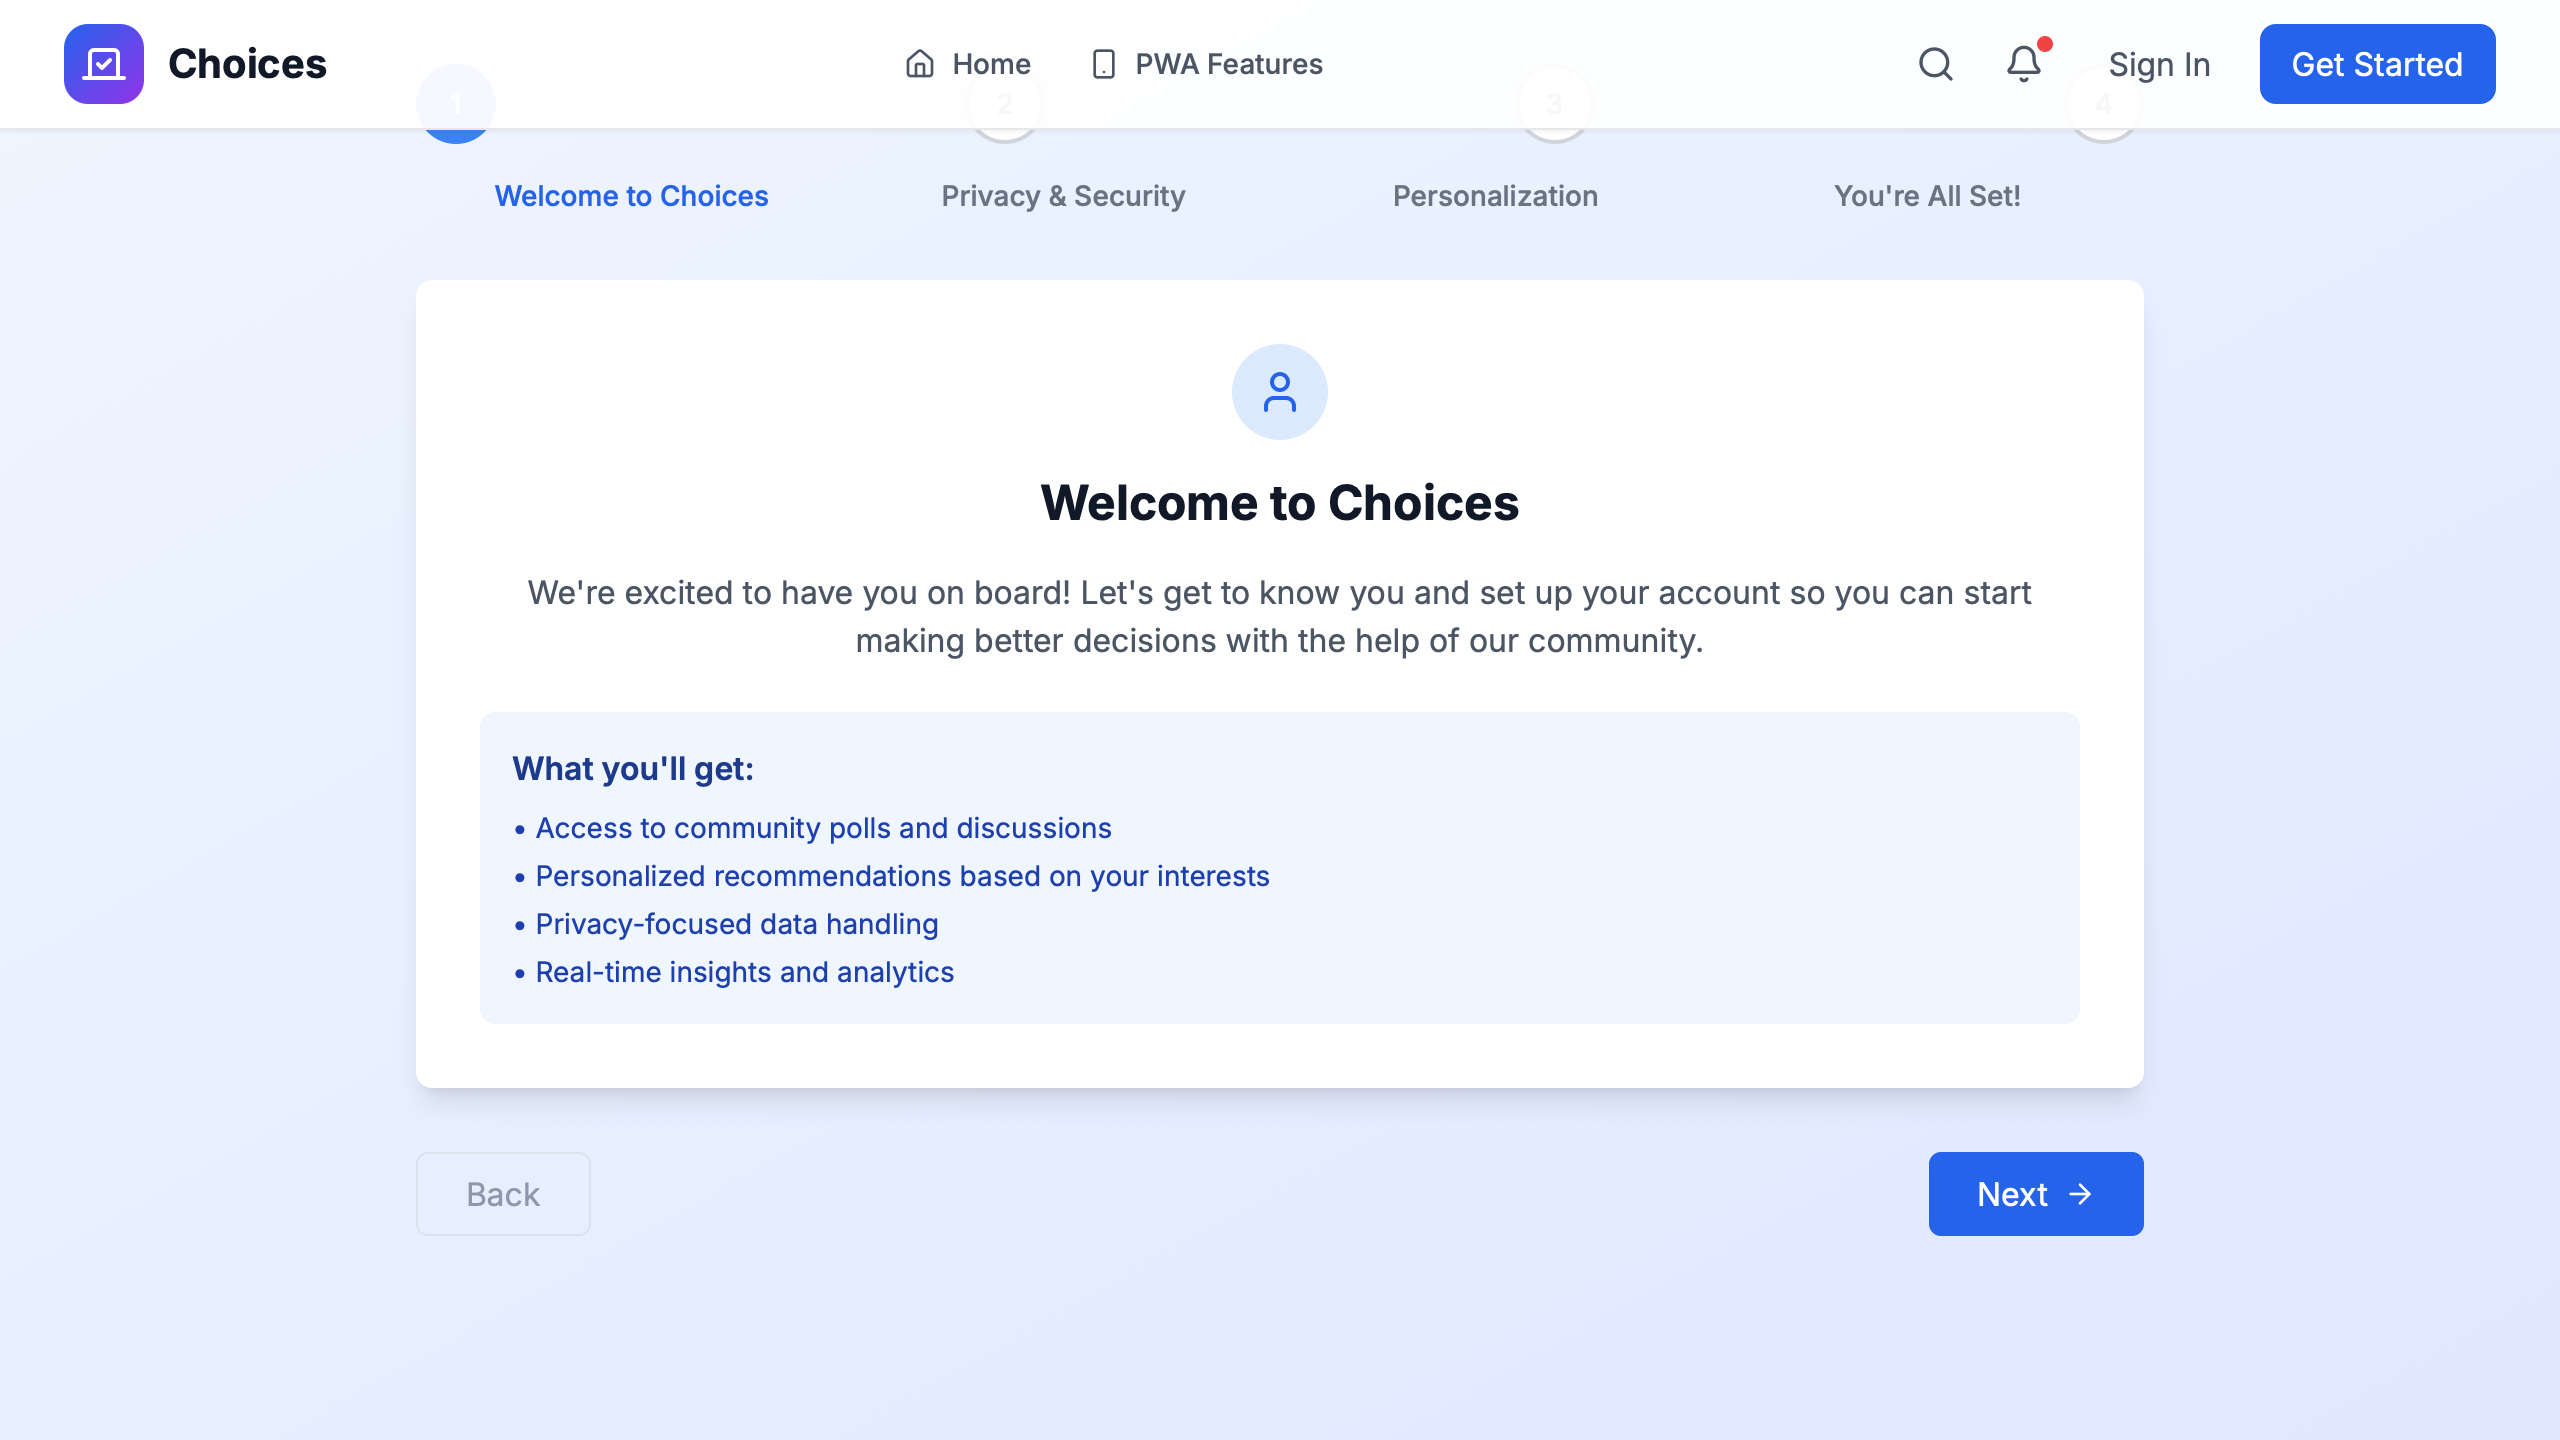 Choices
Home
PWA Features
Sign In
Get Started
1
2
3
4
Welcome to Choices
Privacy & Security
Personalization
You're All Set!
Welcome to Choices
We're excited to have you on board! Let's get to know you and set up your account so you can start
making better decisions with the help of our community.
What you'll get:
• Access to community polls and discussions
• Personalized recommendations based on your interests
• Privacy-focused data handling
• Real-time insights and analytics
Back
Next